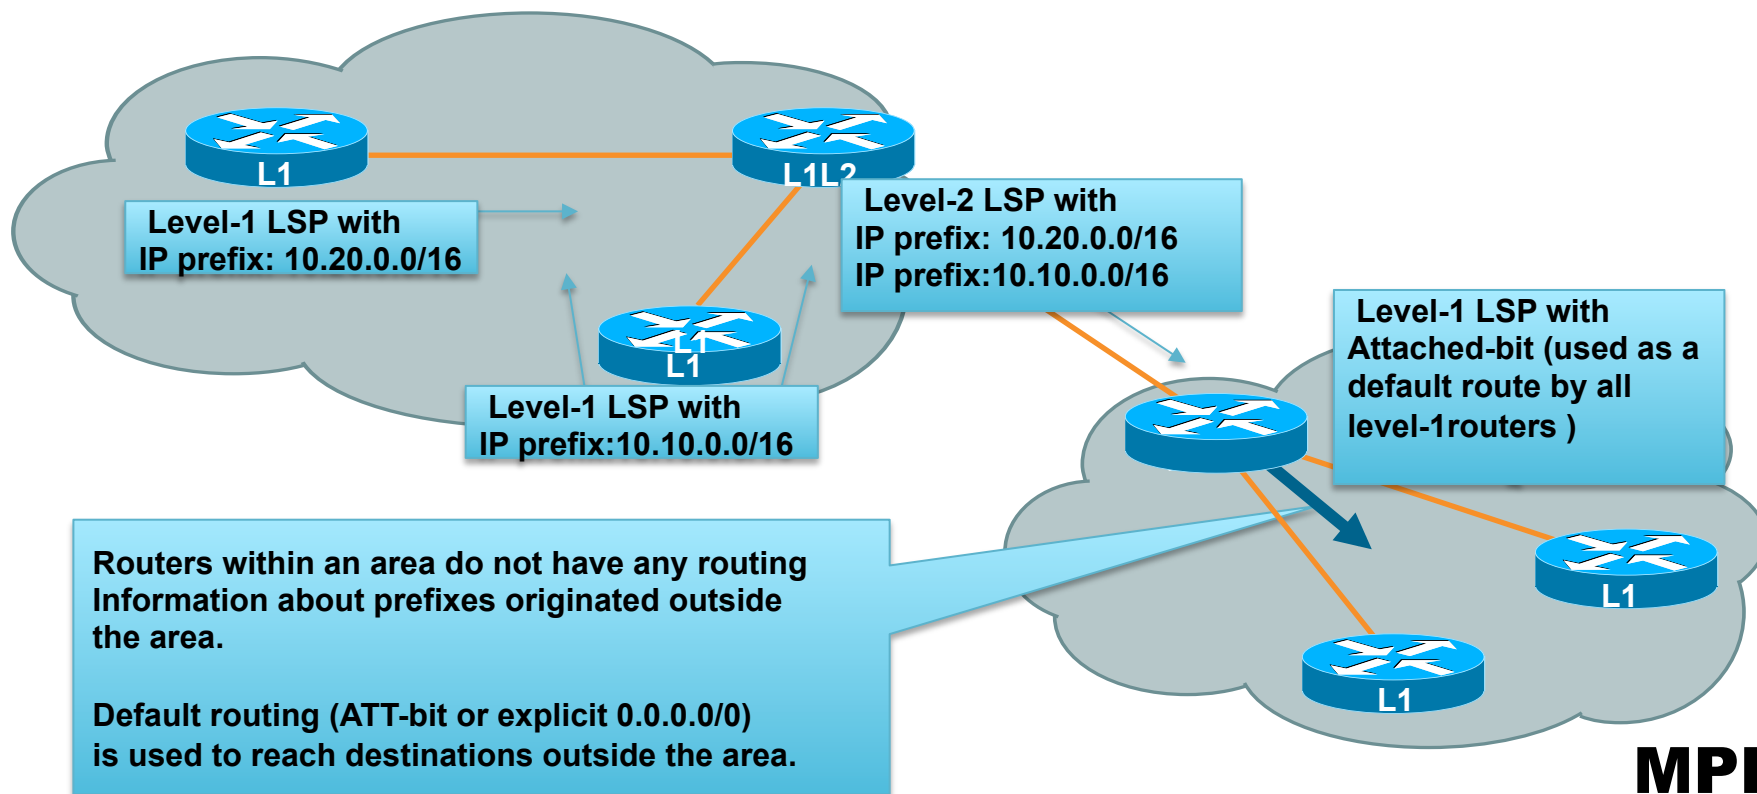 L1
L1L2
Level-1 LSP with
IP prefix: 10.20.0.0/16
Level-2 LSP with
IP prefix: 10.20.0.0/16
IP prefix:10.10.0.0/16
L1
L1
Level-1 LSP with
IP prefix:10.10.0.0/16
Level-1 LSP with
Attached-bit (used as a
default route by all
level-1routers )
Routers within an area do not have any routing
Information about prefixes originated outside
the area.
Default routing (ATT-bit or explicit 0.0.0.0/0)
is used to reach destinations outside the area.
L1
L1